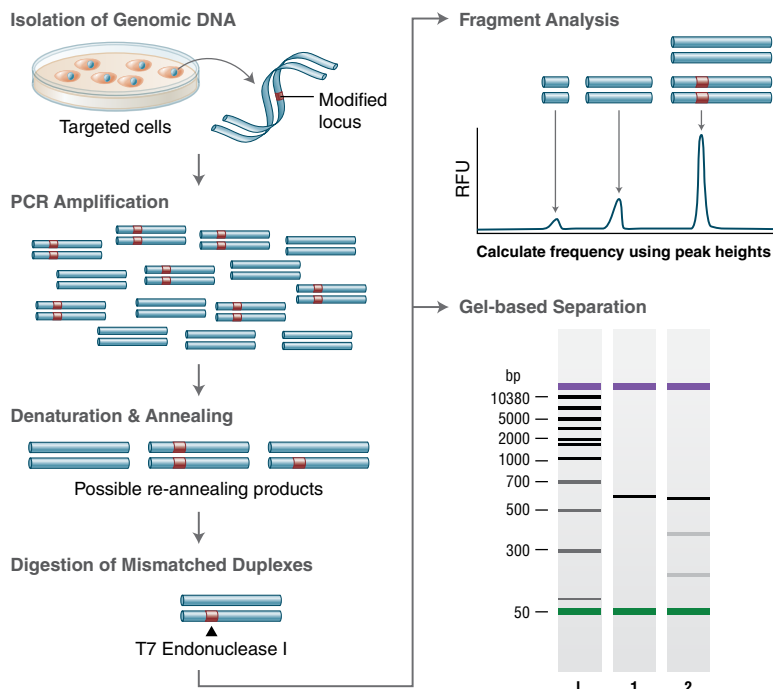 Isolation of Genomic DNA
Targeted cells
Modified
locus
PCR Amplification
Denaturation & Annealing
Possible re-annealing products
Digestion of Mismatched Duplexes
T7 Endonuclease I
Fragment Analysis
RFU
Calculate frequency using peak heights
Gel-based Separation
bp
10380
5000
2000
1000
700
500
300
50
L 1 2